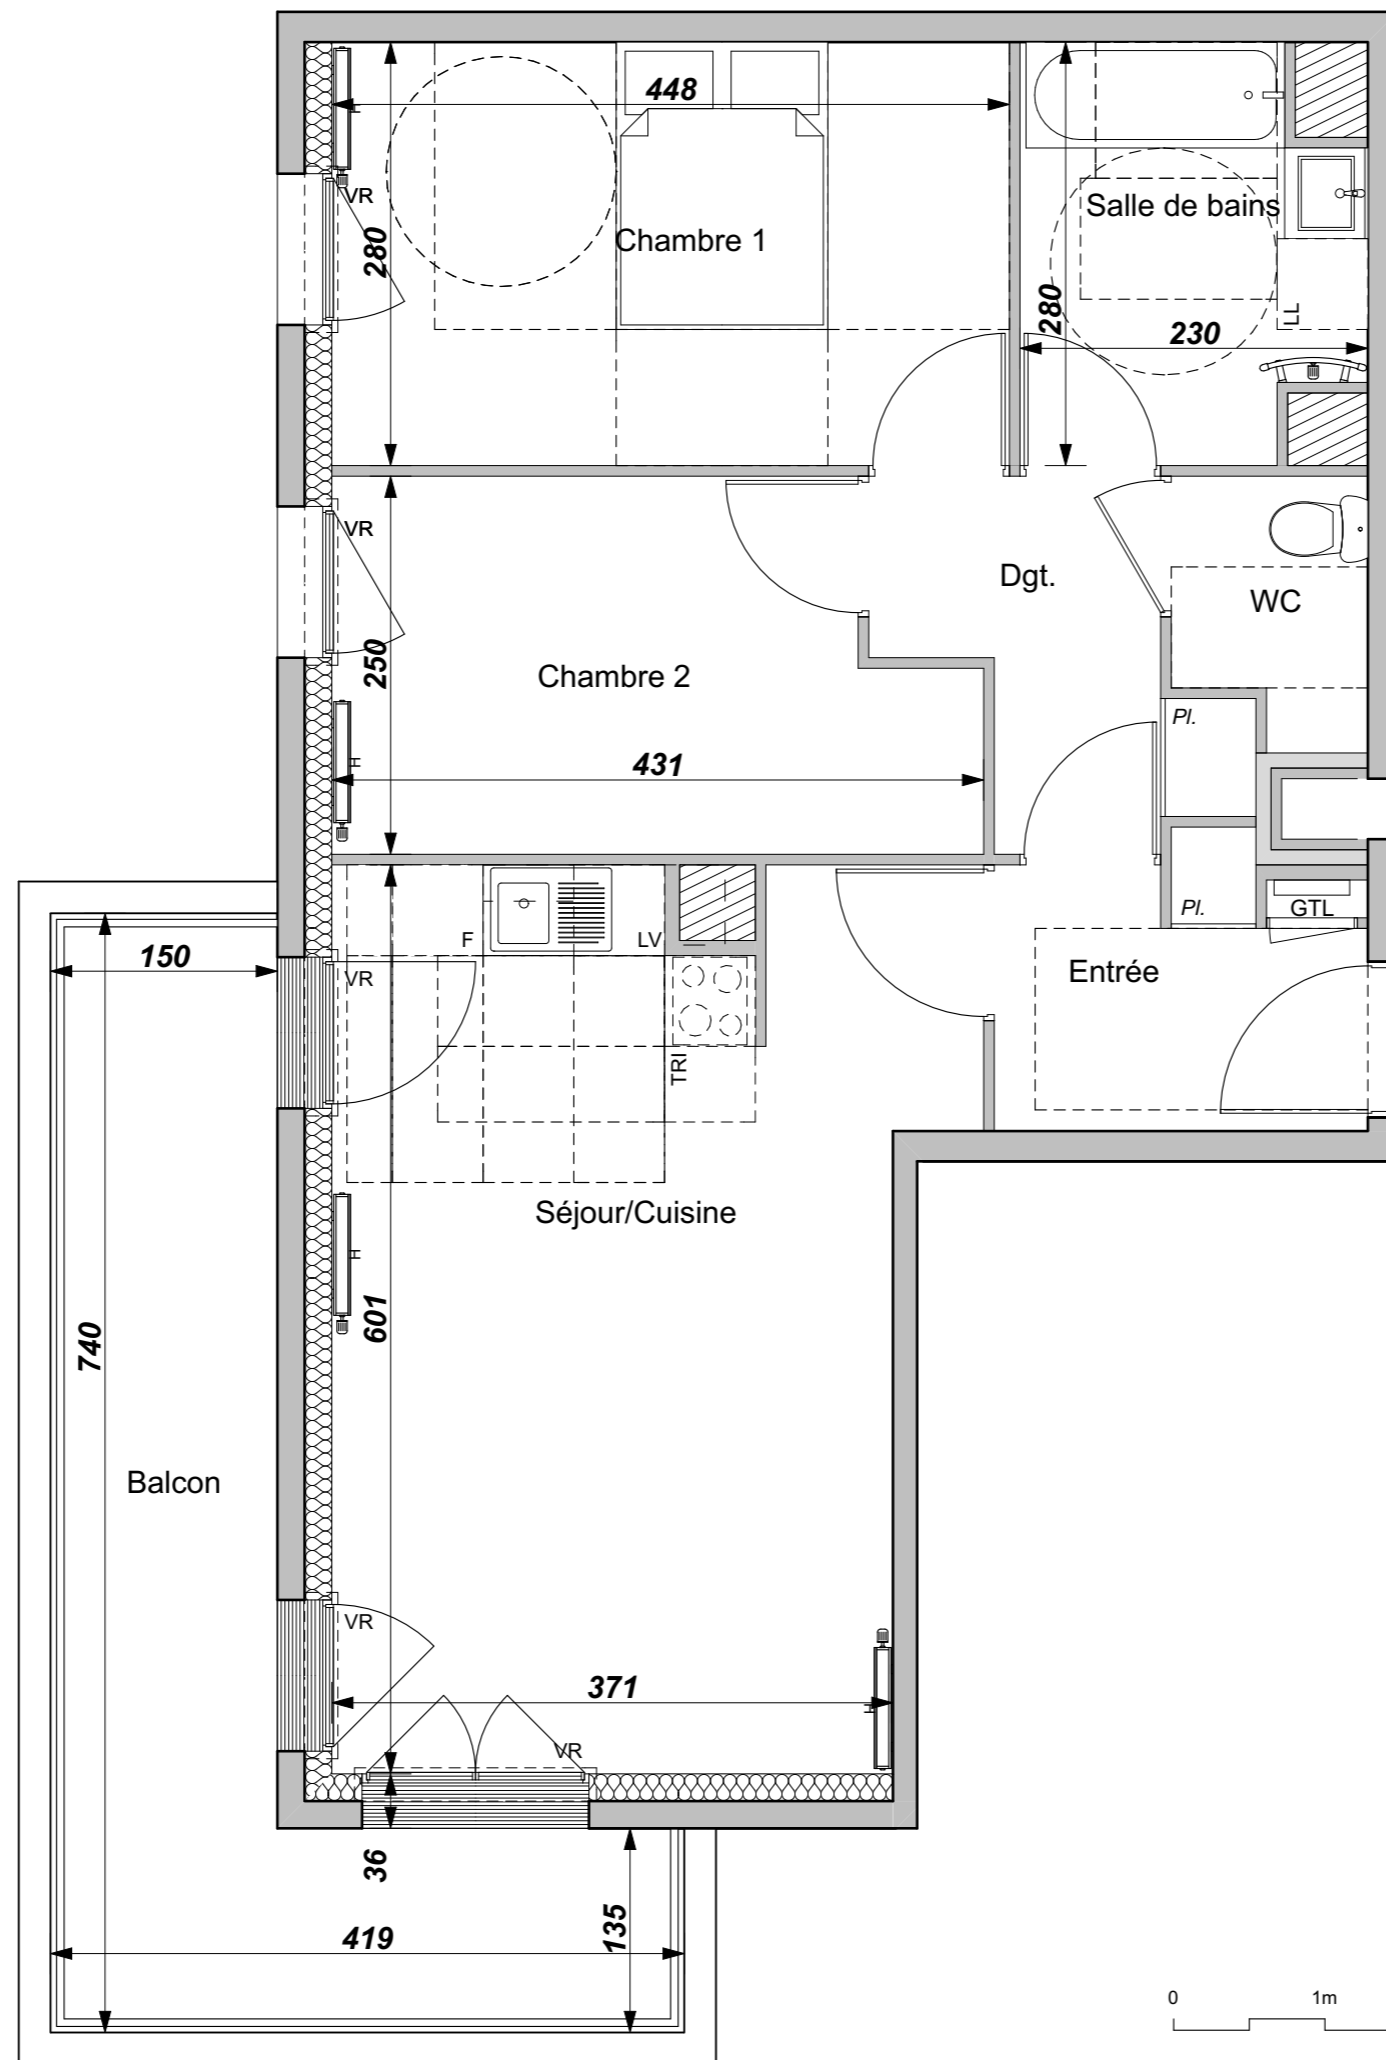 448
VR
280
Chambre 1
Salle de bains
280
230
LL
VR
250
Chambre 2
431
Dgt.
WC
Pl.
Pl.
GTL
H
F
LV
VR
TRI
Entrée
150
Séjour/Cuisine
H
601
740
Balcon
VR
371
H
VR
36
135
419
0 1m